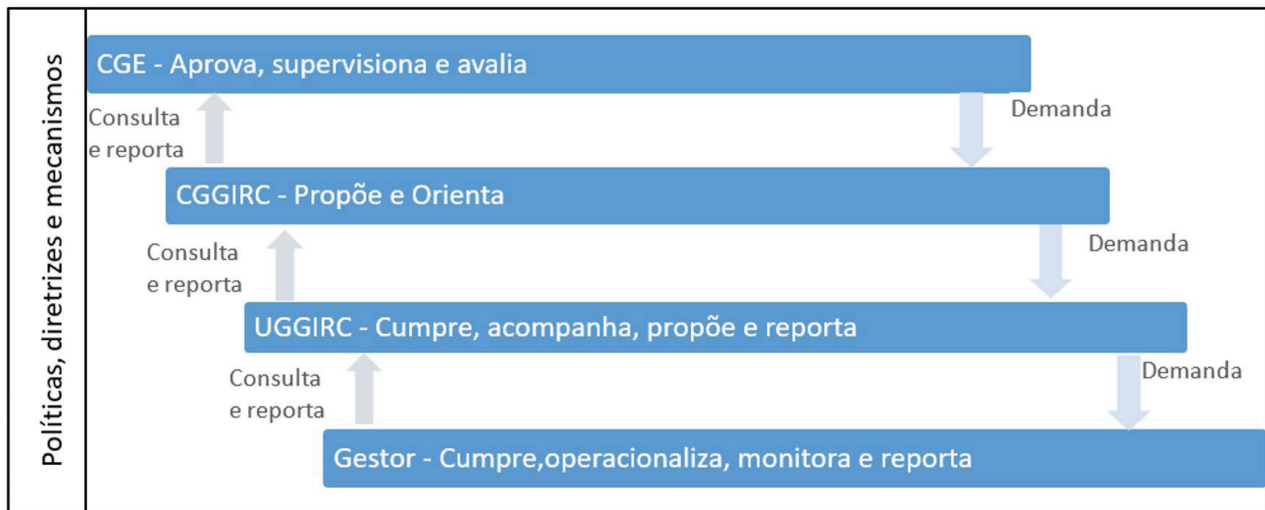 Políticas, diretrizes e mecanismos
CGE - Aprova, supervisiona e avalia
Consulta
e reporta
Demanda
CGGIRC - Propõe e Orienta
Consulta
e reporta
Demanda
UGGIRC - Cumpre, acompanha, propõe e reporta
Consulta
e reporta
Demanda
Gestor - Cumpre,operacionaliza, monitora e reporta